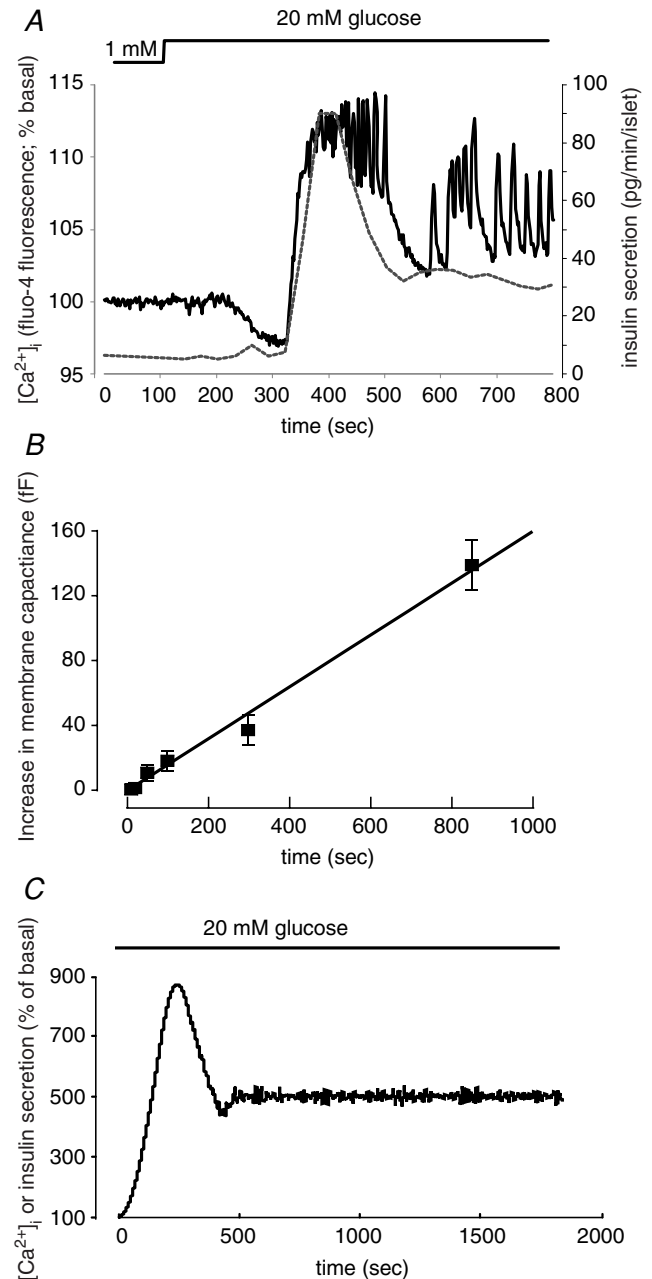 A
20 mM glucose
1 mM
[Ca2+]i (fluo-4 fluorescence; % basal)
115
110
105
100
95
100
80
60
40
20
0
insulin secretion (pg/min/islet)
0 100 200 300 400 500 600 700 800
time (sec)
B
Increase in membrane capactiance (fF)
160
120
80
40
0
0 200 400 600 800 1000
time (sec)
C
20 mM glucose
[Ca2+]i or insulin secretion (% of basal)
900
700
500
300
100
0 500 1000 1500 2000
time (sec)